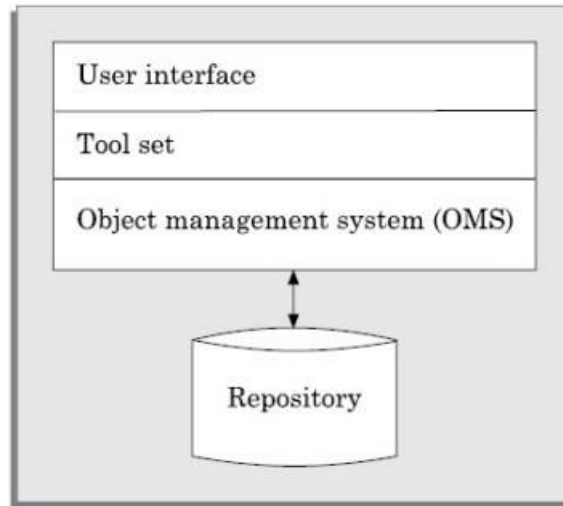 User interface
Tool set
Object management system (OMS)
Repository